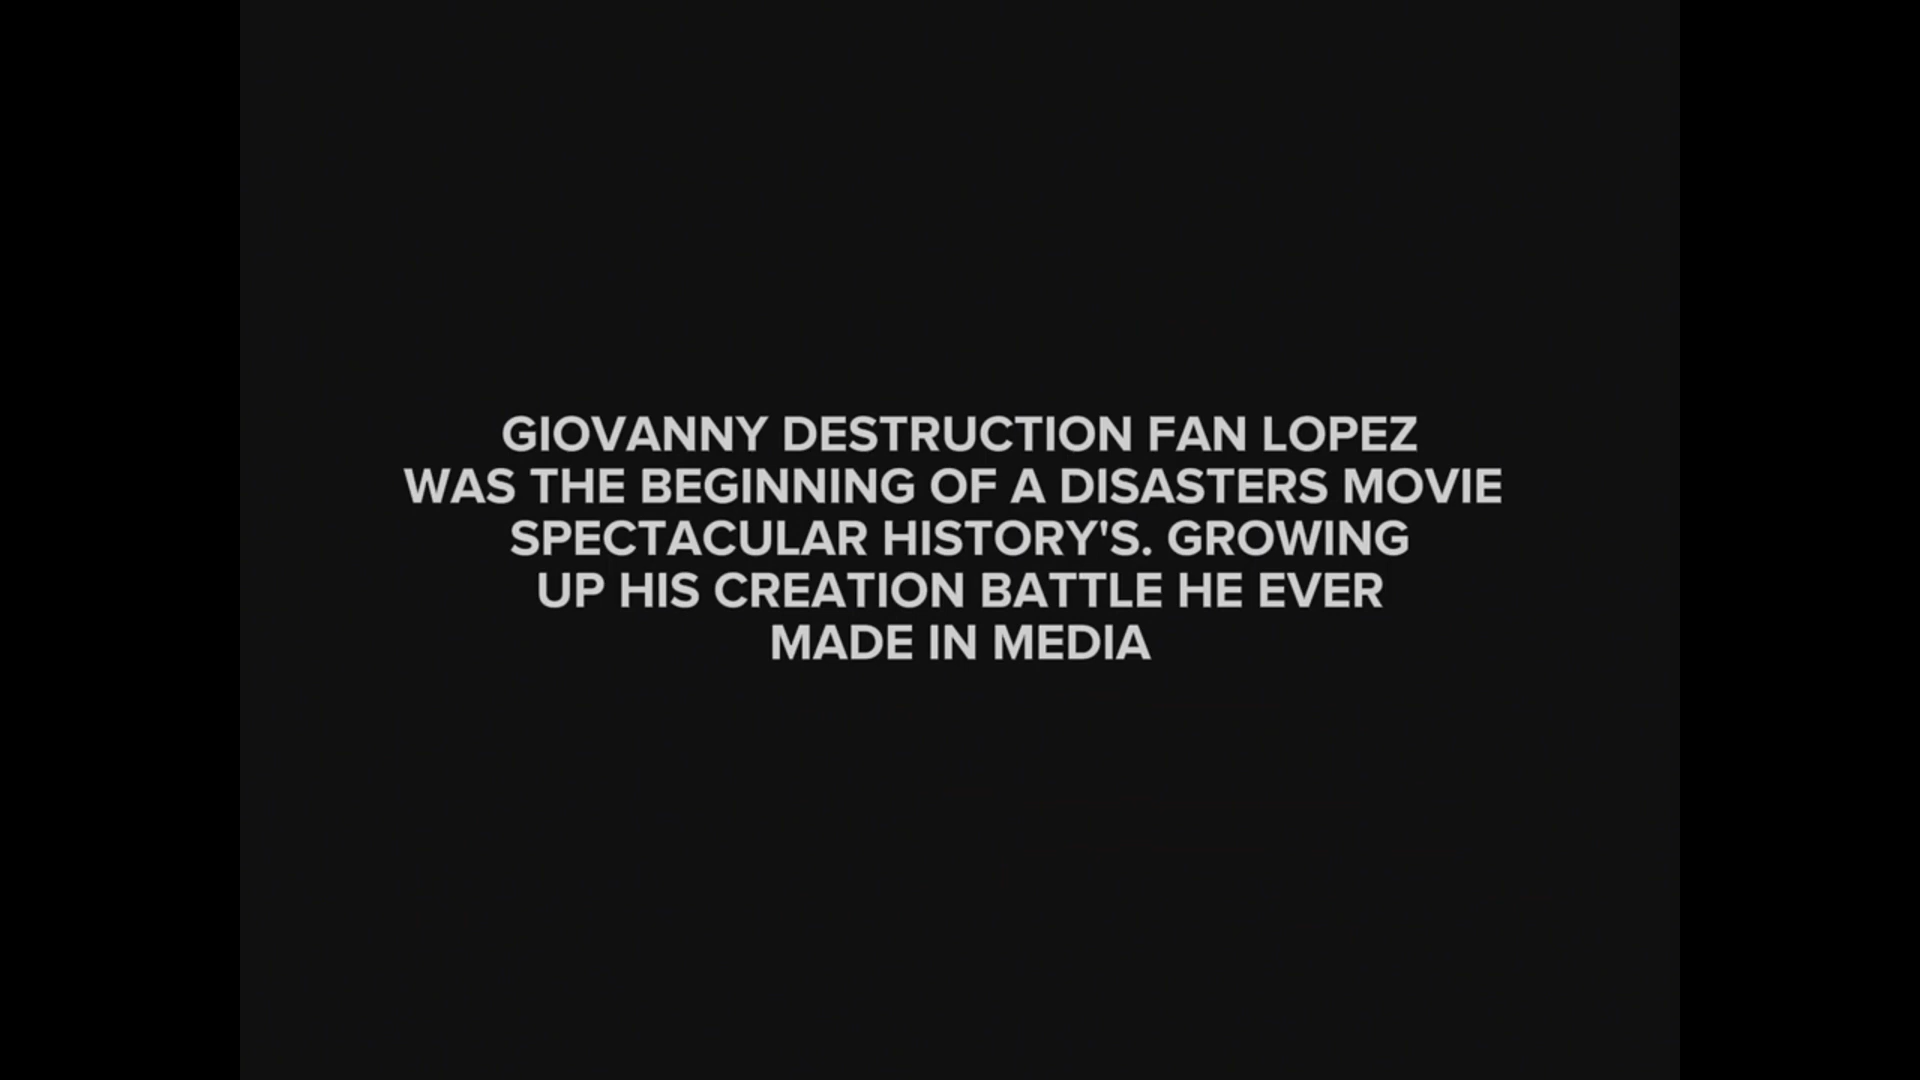 GIOVANNY DESTRUCTION FAN LOPEZ
WAS THE BEGINNING OF A DISASTERS MOVIE
SPECTACULAR HISTORY'S. GROWING
UP HIS CREATION BATTLE HE EVER
MADE IN MEDIA